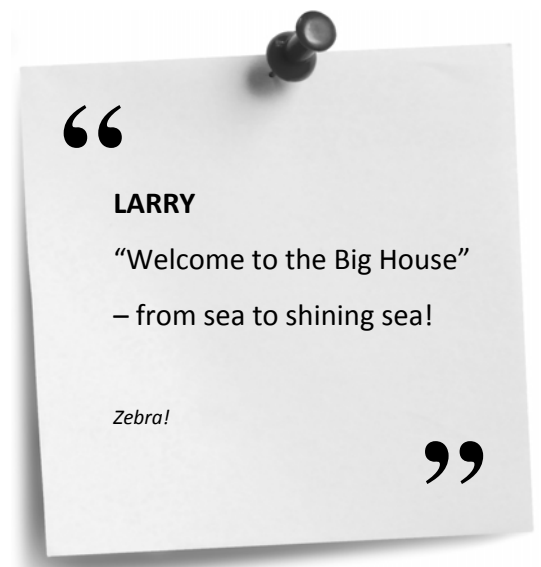 “
LARRY
“Welcome to the Big House”
– from sea to shining sea!
Zebra!
”